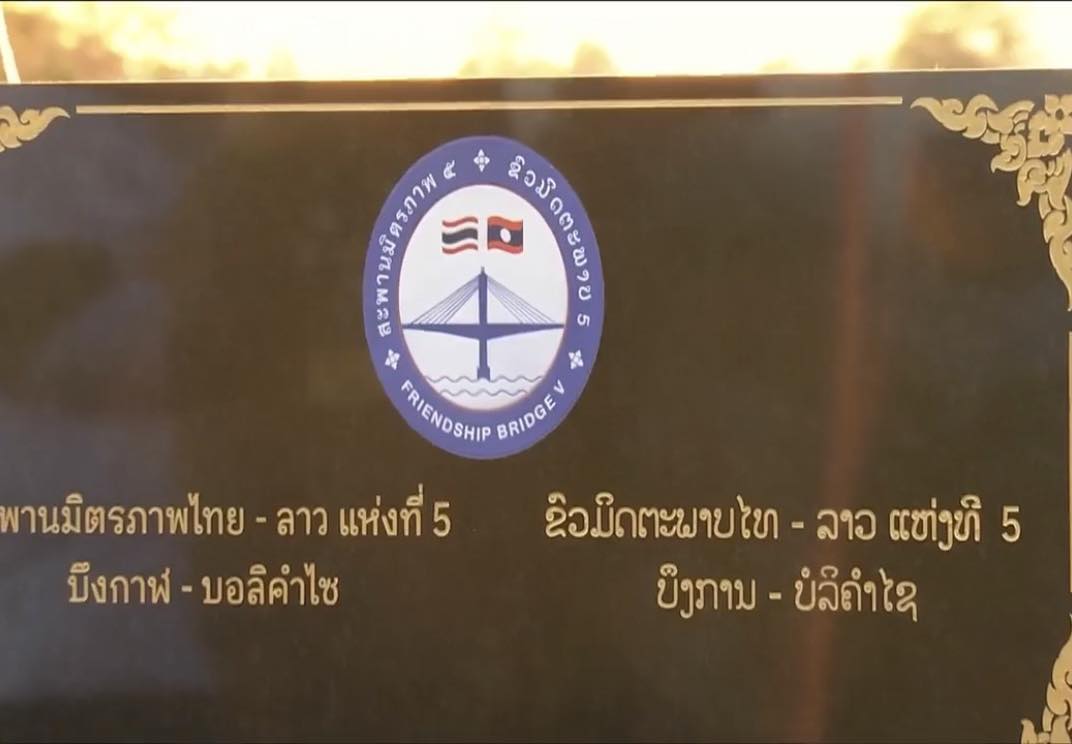 สะพานมิตรภาพ ๕
ຂົວມິດຕະພາບ 5
FRIENDSHIP BRIDGE V
พานมิตรภาพไทย - ลาว แห่งที่ 5
บึงกาฬ - บอลิคำไซ
ຂົວມິດຕະພາບໄທ - ລາວ ແຫ່ງທີ 5
ບຶງການ - ບໍລິຄຳໄຊ